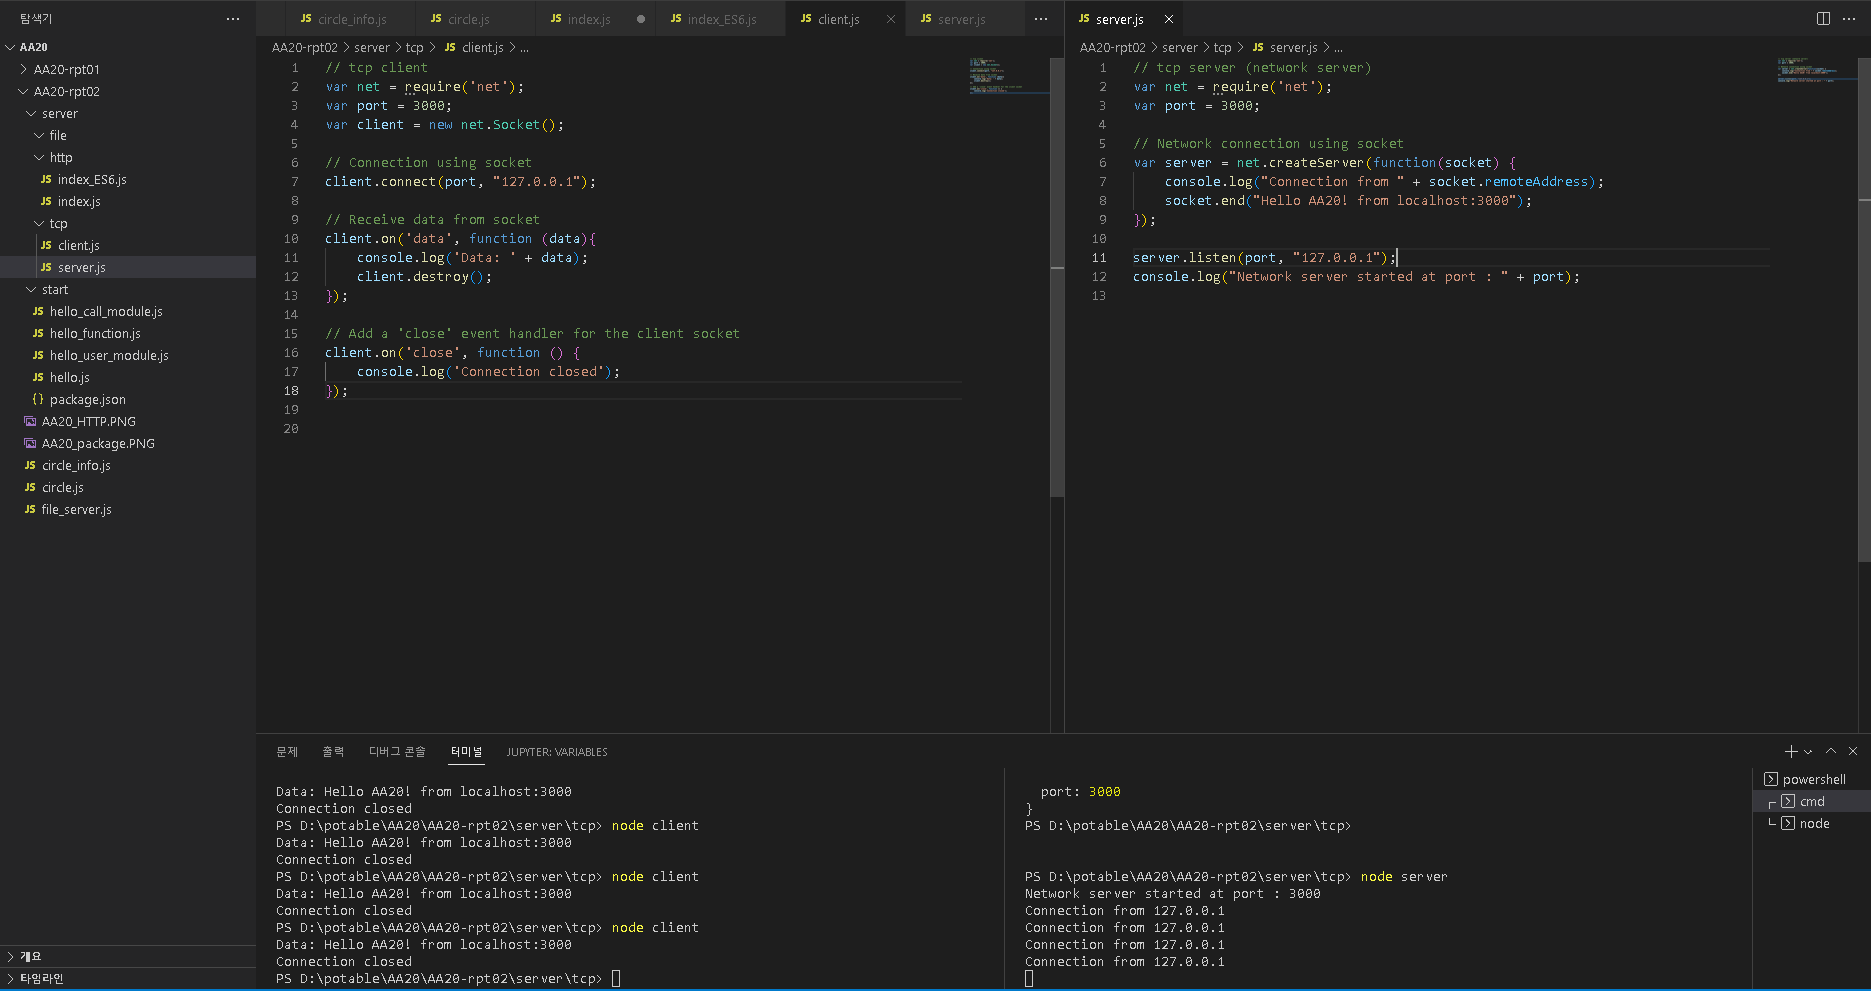 탐색기
AA20
AA20-rpt01
AA20-rpt02
server
file
http
JS index_ES6.js
JS index.js
tcp
JS client.js
JS server.js
start
JS hello_call_module.js
JS hello_function.js
JS hello_user_module.js
JS hello.js
{} package.json
AA20_HTTP.PNG
AA20_package.PNG
JS circle_info.js
JS circle.js
JS file_server.js
개요
타임라인
JS circle_info.js JS circle.js JS index.js JS index_ES6.js JS client.js JS server.js
AA20-rpt02 > server > tcp > JS client.js > ...
1 // tcp client
2 var net = require('net');
3 var port = 3000;
4 var client = new net.Socket();
5
6 // Connection using socket
7 client.connect(port, "127.0.0.1");
8
9 // Receive data from socket
10 client.on('data', function (data){
11 console.log('Data: ' + data);
12 client.destroy();
13 });
14
15 // Add a 'close' event handler for the client socket
16 client.on('close', function () {
17 console.log('Connection closed');
18 });
19
20
JS server.js
AA20-rpt02 > server > tcp > JS server.js > ...
1 // tcp server (network server)
2 var net = require('net');
3 var port = 3000;
4
5 // Network connection using socket
6 var server = net.createServer(function(socket) {
7 console.log("Connection from " + socket.remoteAddress);
8 socket.end("Hello AA20! from localhost:3000");
9 });
10
11 server.listen(port, "127.0.0.1");
12 console.log("Network server started at port : " + port);
13
문제 출력 디버그 콘솔 터미널 JUPYTER: VARIABLES
Data: Hello AA20! from localhost:3000
Connection closed
PS D:\potable\AA20\AA20-rpt02\server\tcp> node client
Data: Hello AA20! from localhost:3000
Connection closed
PS D:\potable\AA20\AA20-rpt02\server\tcp> node client
Data: Hello AA20! from localhost:3000
Connection closed
PS D:\potable\AA20\AA20-rpt02\server\tcp> node client
Data: Hello AA20! from localhost:3000
Connection closed
PS D:\potable\AA20\AA20-rpt02\server\tcp>
port: 3000
}
PS D:\potable\AA20\AA20-rpt02\server\tcp>
PS D:\potable\AA20\AA20-rpt02\server\tcp> node server
Network server started at port : 3000
Connection from 127.0.0.1
Connection from 127.0.0.1
Connection from 127.0.0.1
Connection from 127.0.0.1
powershell
cmd
node